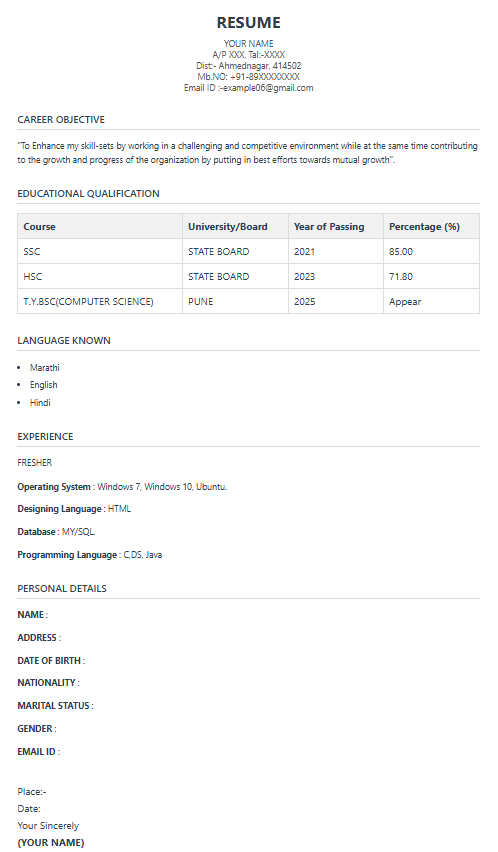 RESUME
YOUR NAME
A/P XXX, Tal:-XXXX
Dist:- Ahmednagar, 414502
Mb.NO: +91-89XXXXXXXX
Email ID :-example06@gmail.com
CAREER OBJECTIVE
"To Enhance my skill-sets by working in a challenging and competitive environment while at the same time contributing
to the growth and progress of the organization by putting in best efforts towards mutual growth".
EDUCATIONAL QUALIFICATION
Course University/Board Year of Passing Percentage (%)
SSC STATE BOARD 2021 85.00
HSC STATE BOARD 2023 71.80
T.Y.BSC(COMPUTER SCIENCE) PUNE 2025 Appear
LANGUAGE KNOWN
• Marathi
• English
• Hindi
EXPERIENCE
FRESHER
Operating System : Windows 7, Windows 10, Ubuntu.
Designing Language : HTML
Database : MY/SQL.
Programming Language : C,DS, Java
PERSONAL DETAILS
NAME :
ADDRESS :
DATE OF BIRTH :
NATIONALITY :
MARITAL STATUS :
GENDER :
EMAIL ID :
Place:-
Date:
Your Sincerely
(YOUR NAME)